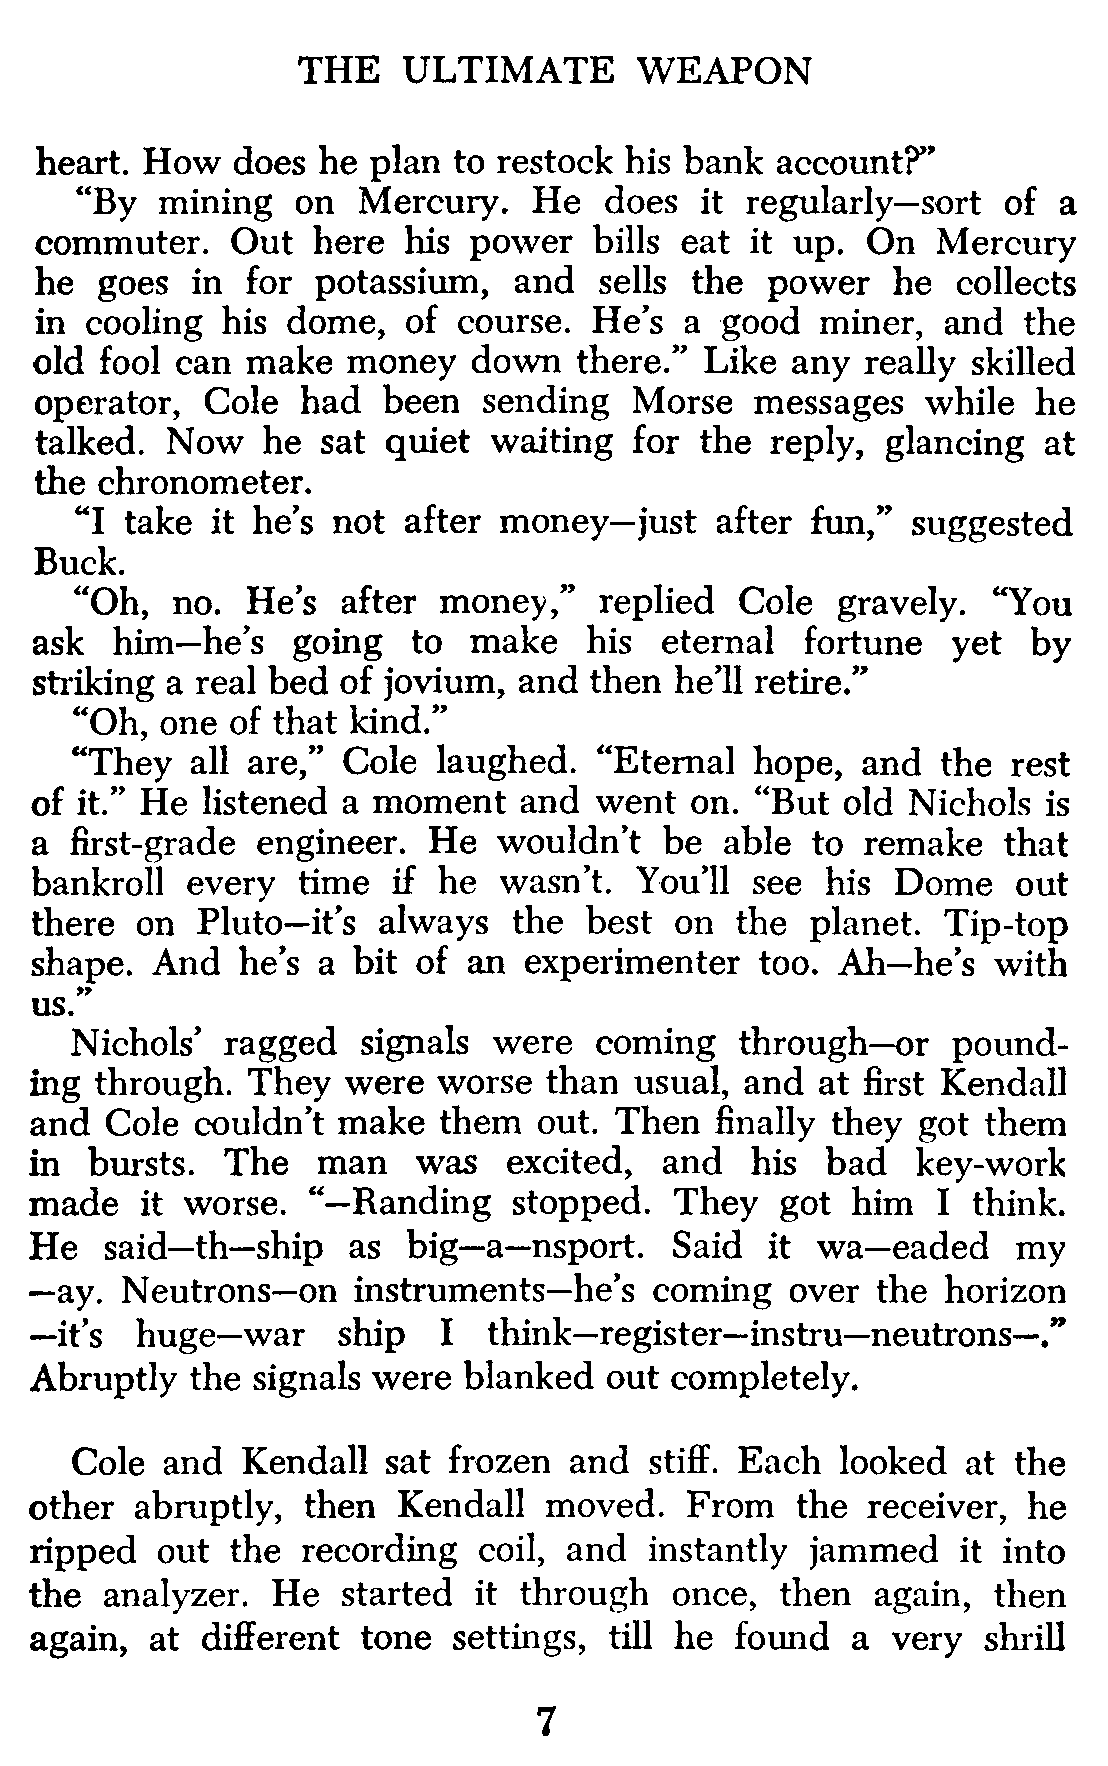 THE ULTIMATE WEAPON
heart. How does he plan to restock his bank account?”
“By mining on Mercury. He does it regularly—sort of a
commuter. Out here his power bills eat it up. On Mercury
he goes in for potassium, and sells the power he collects
in cooling his dome, of course. He’s a good miner, and the
old fool can make money down there.” Like any really skilled
operator, Cole had been sending Morse messages while he
talked. Now he sat quiet waiting for the reply, glancing at
the chronometer.
“I take it he’s not after money—just after fun,” suggested
Buck.
“Oh, no. He’s after money,” replied Cole gravely. “You
ask him—he’s going to make his eternal fortune yet by
striking a real bed of jovium, and then he’ll retire.”
“Oh, one of that kind.”
“They all are,” Cole laughed. “Eternal hope, and the rest
of it.” He listened a moment and went on. “But old Nichols is
a first-grade engineer. He wouldn’t be able to remake that
bankroll every time if he wasn’t. You’ll see his Dome out
there on Pluto—it’s always the best on the planet. Tip-top
shape. And he’s a bit of an experimenter too. Ah—he’s with
us.”
Nichols’ ragged signals were coming through—or pound-
ing through. They were worse than usual, and at first Kendall
and Cole couldn’t make them out. Then finally they got them
in bursts. The man was excited, and his bad key-work
made it worse. “—Randing stopped. They got him I think.
He said—th—ship as big—a—nsport. Said it wa—eaded my
—ay. Neutrons—on instruments—he’s coming over the horizon
—it’s huge—war ship I think—register—instru—neutrons—.”
Abruptly the signals were blanked out completely.
Cole and Kendall sat frozen and stiff. Each looked at the
other abruptly, then Kendall moved. From the receiver, he
ripped out the recording coil, and instantly jammed it into
the analyzer. He started it through once, then again, then
again, at different tone settings, till he found a very shrill
7